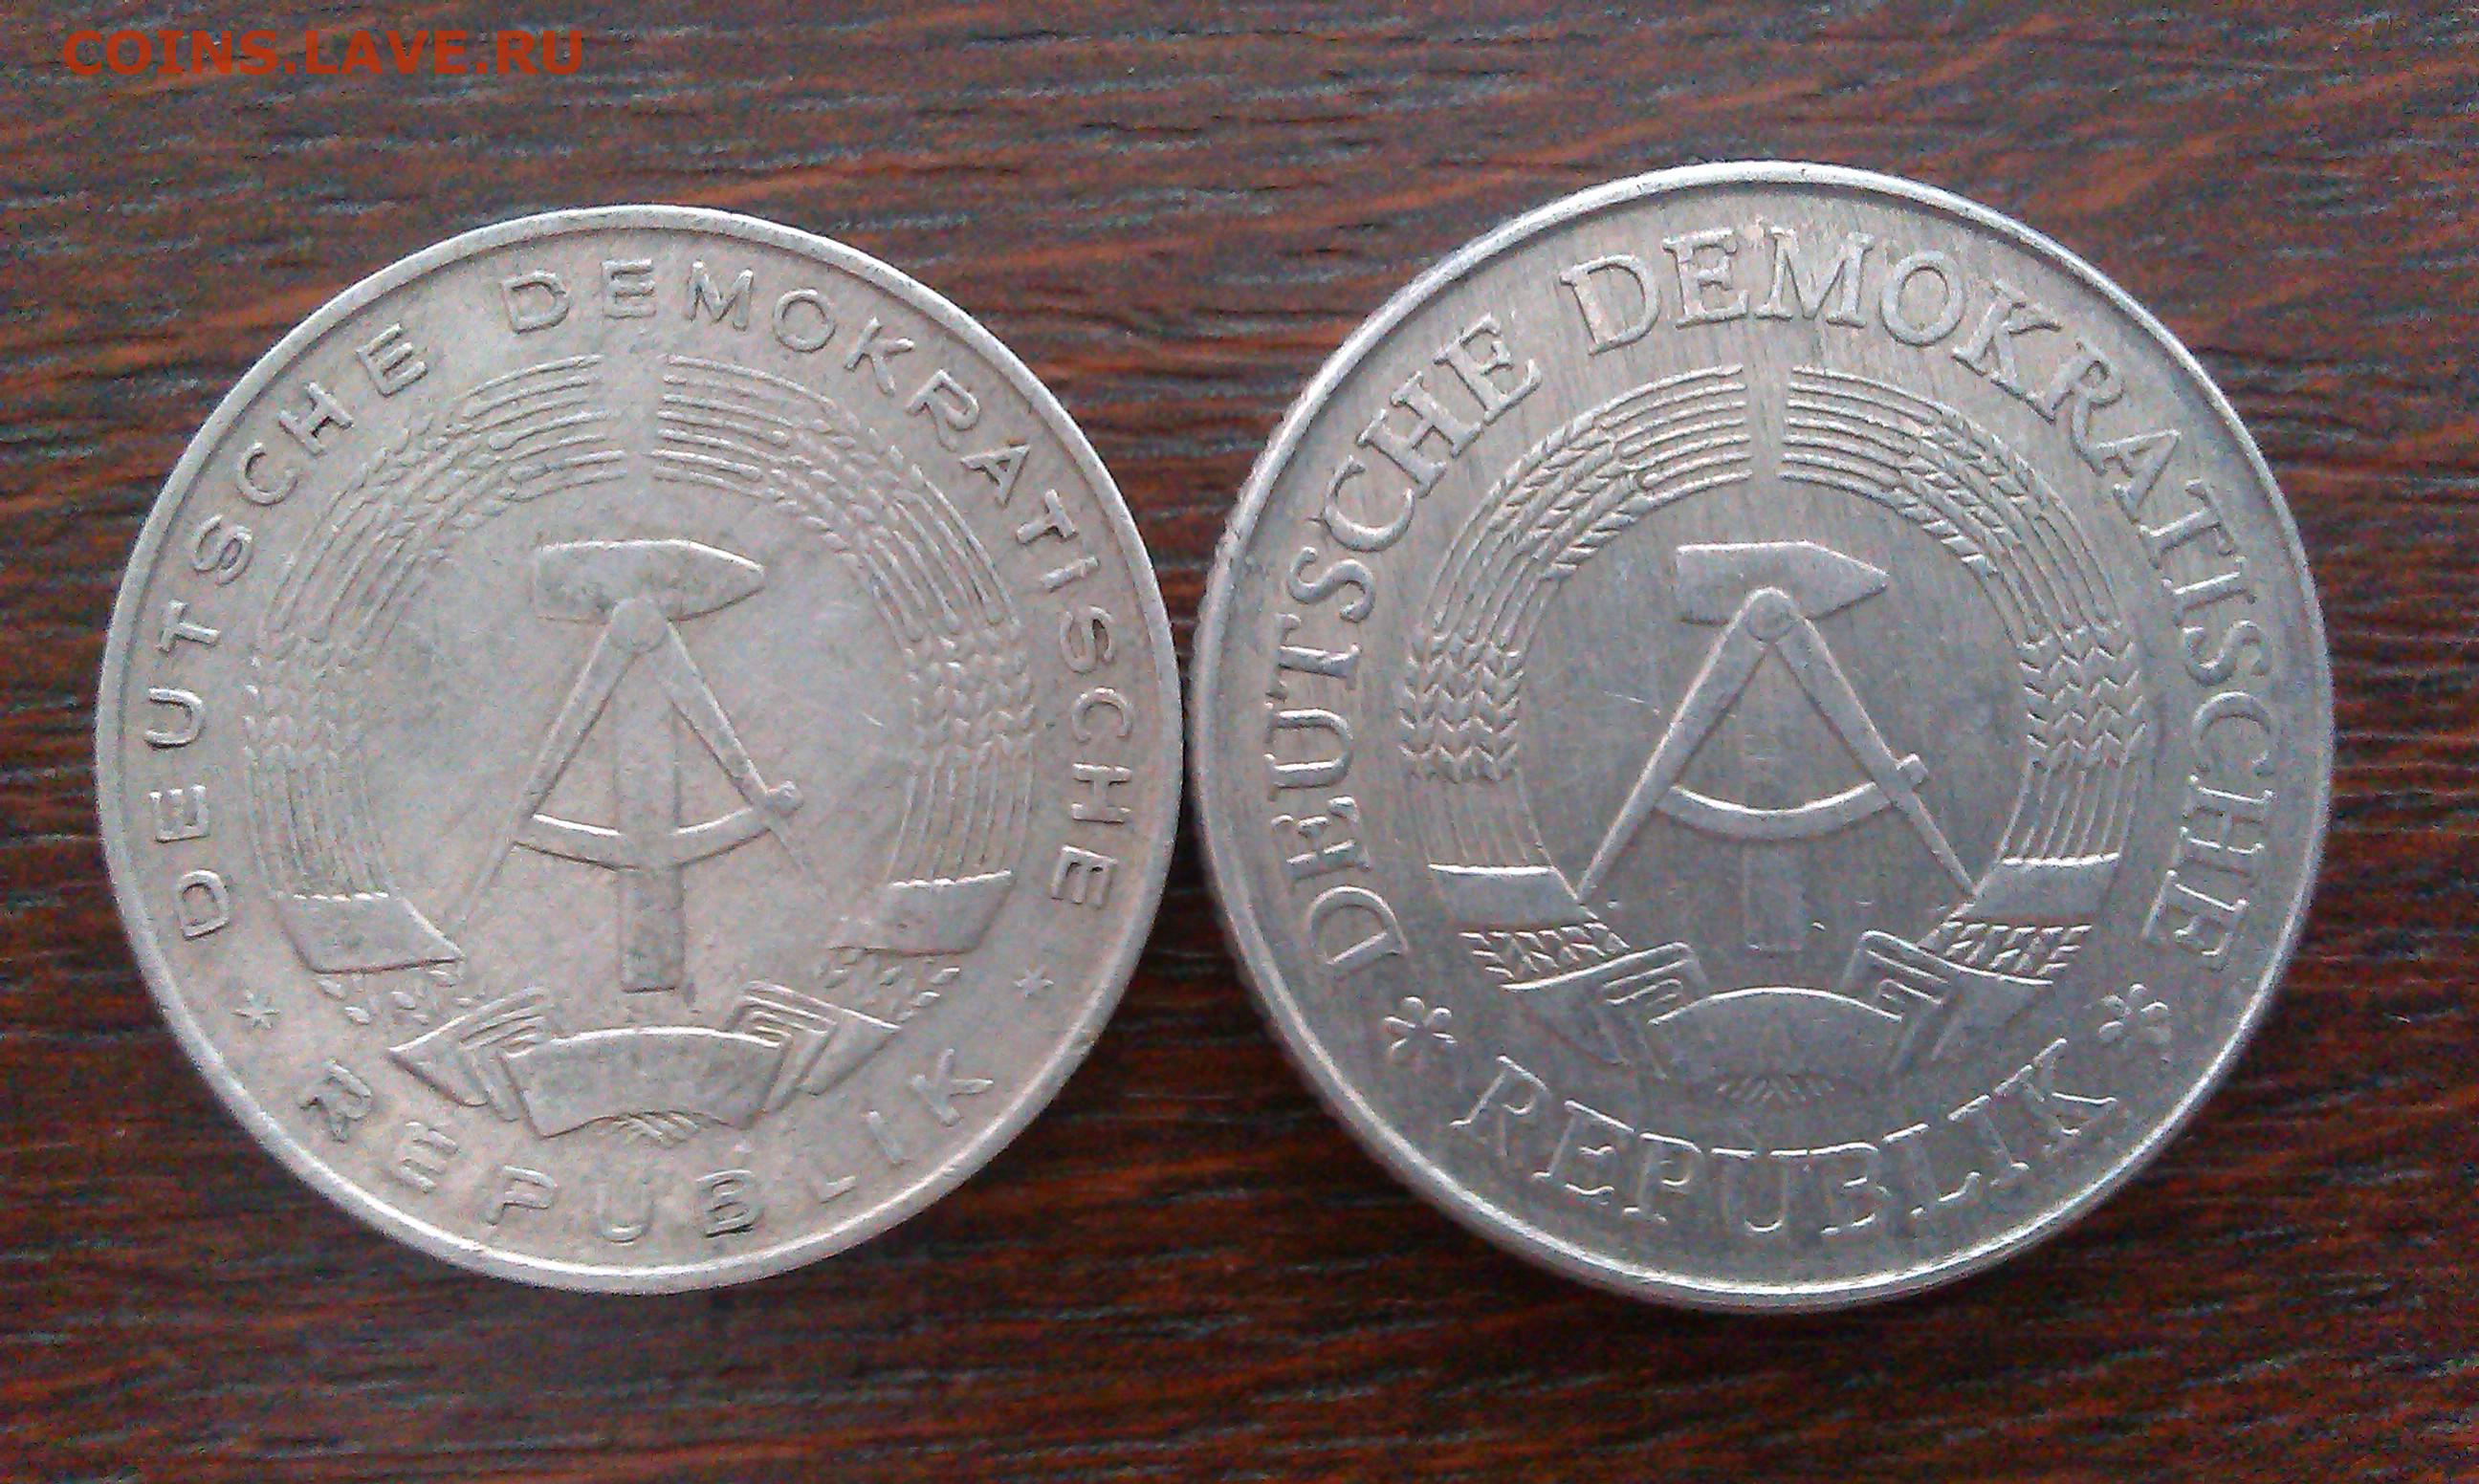 COINS.LAVE.RU
DEUTSCHE DEMOKRATISCHE
* REPUBLIK *
DEUTSCHE DEMOKRATISCHE
* REPUBLIK *